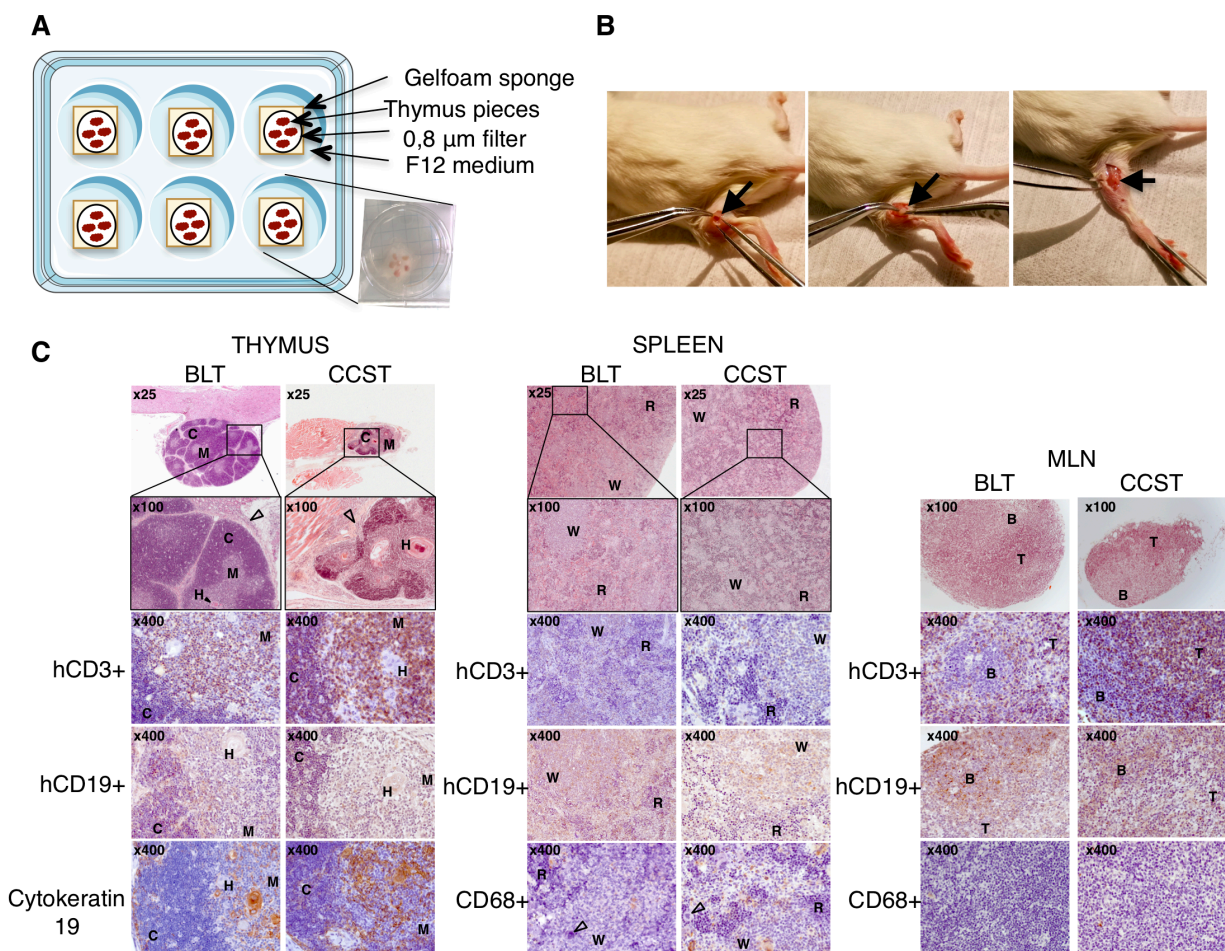 A
Gelfoam sponge
Thymus pieces
0,8 µm filter
F12 medium
B
C
THYMUS
BLT
CCST
x25
C
M
x25
C
M
x100
C
M
H
x100
H
hCD3+
x400
M
C
x400
M
C
H
hCD19+
x400
H
C
M
x400
C
M
H
Cytokeratin
19
x400
H
M
C
x400
C
M
SPLEEN
BLT
CCST
x25
R
W
x25
W
R
x100
W
R
x100
W
R
hCD3+
x400
W
R
x400
W
R
hCD19+
x400
W
R
x400
W
R
CD68+
x400
R
W
x400
R
W
MLN
BLT
CCST
x100
B
T
x100
T
B
hCD3+
x400
T
B
x400
T
B
hCD19+
x400
B
T
x400
B
T
CD68+
x400
x400